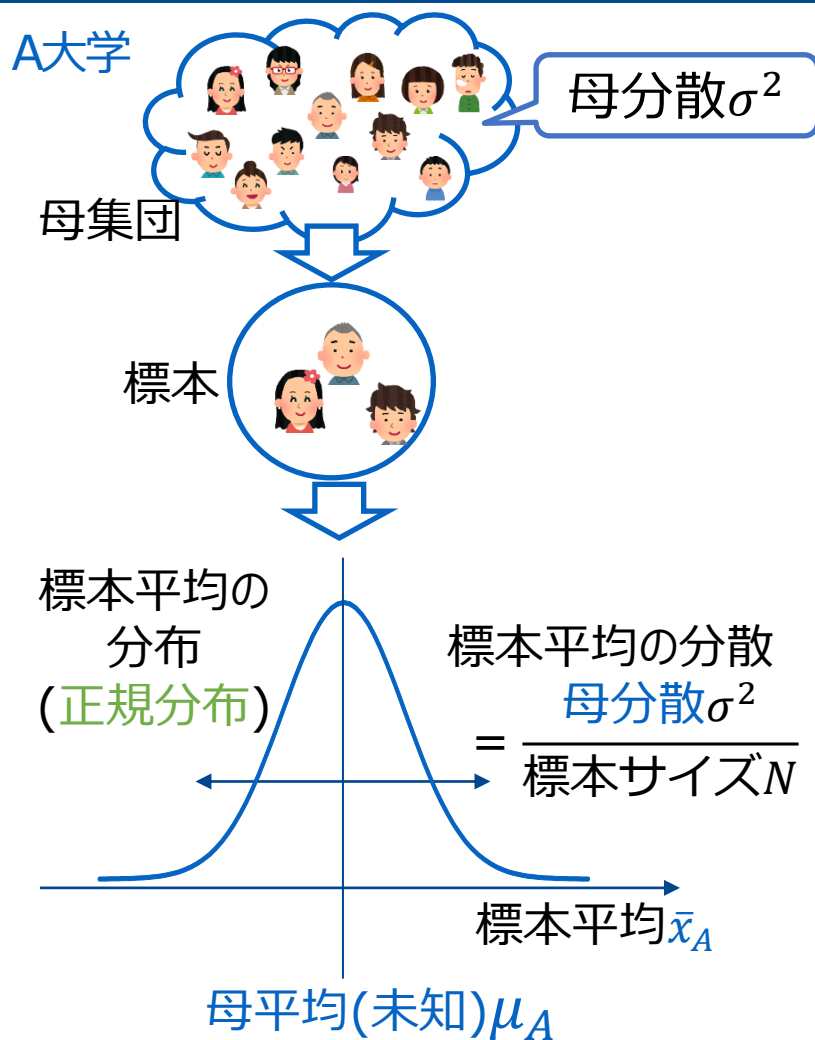 A大学
母分散σ²
母集団
標本
標本平均の
分布
(正規分布)
標本平均の分散
= 母分散σ² / 標本サイズN
標本平均x̄_A
母平均(未知)μ_A